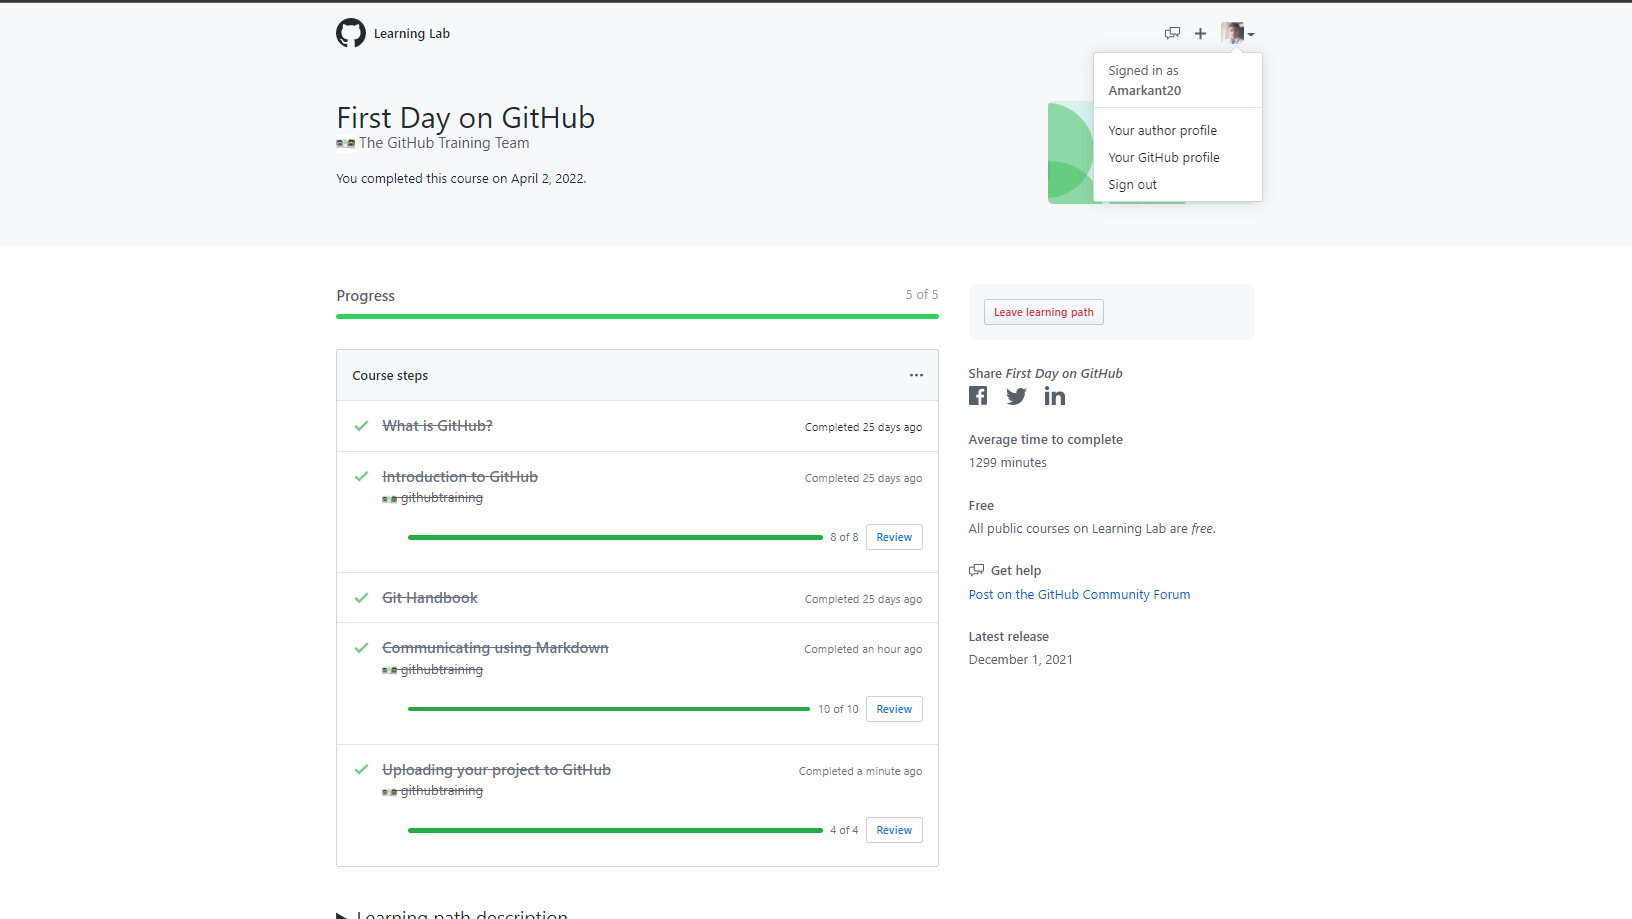 Learning Lab
Signed in as
Amarkant20
Your author profile
Your GitHub profile
Sign out
First Day on GitHub
The GitHub Training Team
You completed this course on April 2, 2022.
Progress
5 of 5
Course steps
What is GitHub?
Completed 25 days ago
Introduction to GitHub
Completed 25 days ago
githubtraining
8 of 8
Review
Git Handbook
Completed 25 days ago
Communicating using Markdown
Completed an hour ago
githubtraining
10 of 10
Review
Uploading your project to GitHub
Completed a minute ago
githubtraining
4 of 4
Review
Learning path description
Leave learning path
Share First Day on GitHub
Average time to complete
1299 minutes
Free
All public courses on Learning Lab are free.
Get help
Post on the GitHub Community Forum
Latest release
December 1, 2021